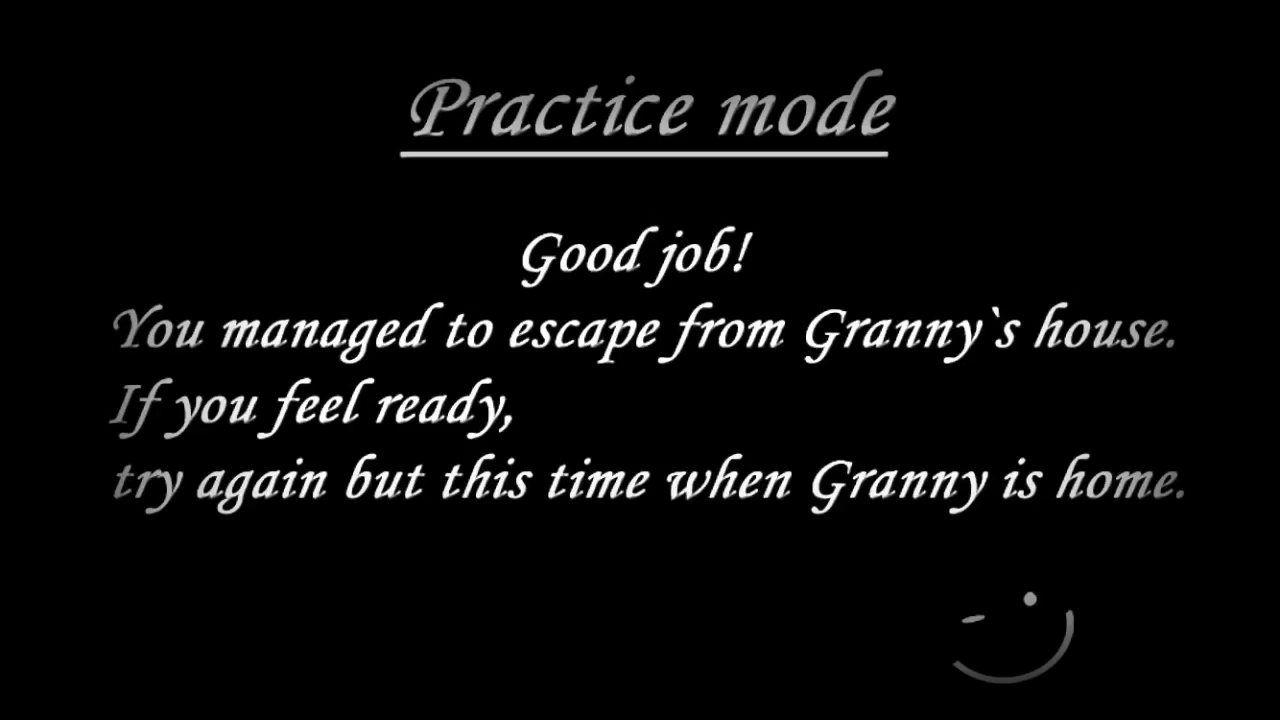 Practice mode
Good job!
You managed to escape from Granny`s house.
If you feel ready,
try again but this time when Granny is home.